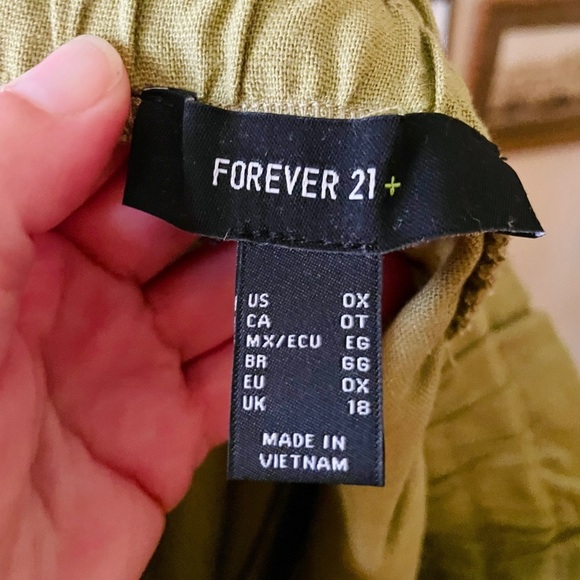 FOREVER 21+
US 0X
CA 0T
MX/ECU EG
BR GG
EU 0X
UK 18
MADE IN
VIETNAM